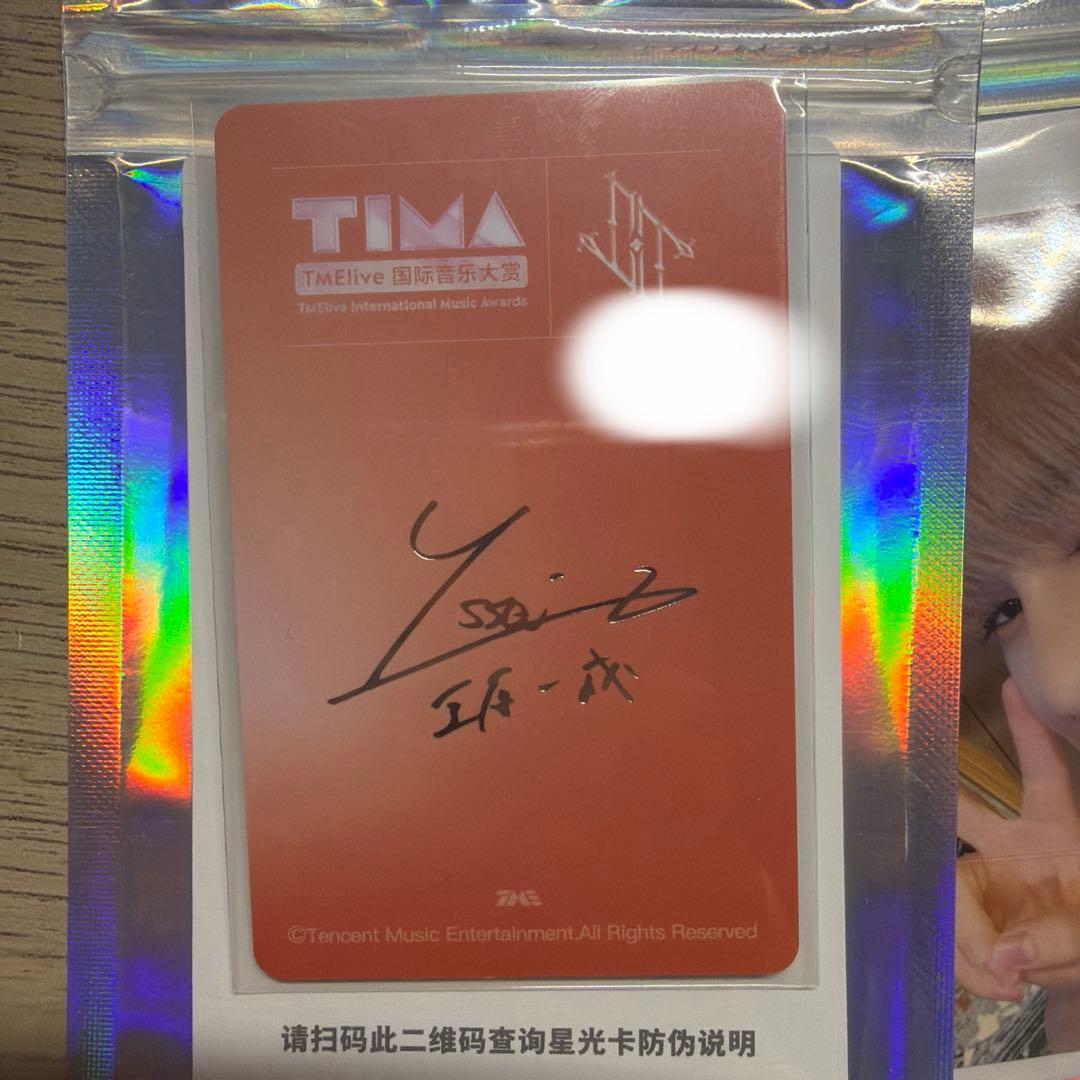 TIMA
TMElive 国际音乐大赏
TMElive International Music Awards
TME
©Tencent Music Entertainment.All Rights Reserved
请扫码此二维码查询星光卡防伪说明